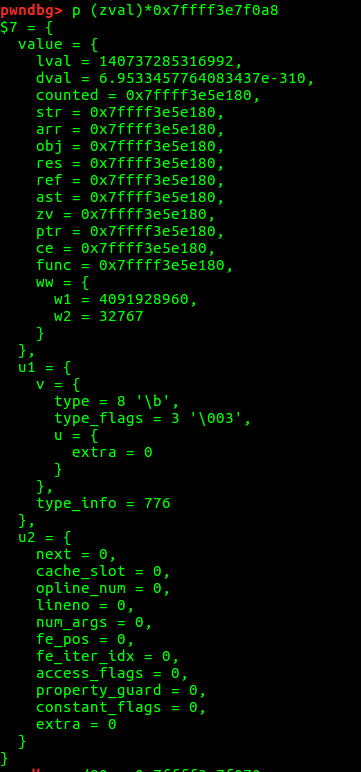 pwndbg> p (zval)*0x7ffff3e7f0a8
$7 = {
  value = {
    lval = 140737285316992,
    dval = 6.9533457764083437e-310,
    counted = 0x7ffff3e5e180,
    str = 0x7ffff3e5e180,
    arr = 0x7ffff3e5e180,
    obj = 0x7ffff3e5e180,
    res = 0x7ffff3e5e180,
    ref = 0x7ffff3e5e180,
    ast = 0x7ffff3e5e180,
    zv = 0x7ffff3e5e180,
    ptr = 0x7ffff3e5e180,
    ce = 0x7ffff3e5e180,
    func = 0x7ffff3e5e180,
    ww = {
      w1 = 4091928960,
      w2 = 32767
    }
  },
  u1 = {
    v = {
      type = 8 '\b',
      type_flags = 3 '\003',
      u = {
        extra = 0
      }
    },
    type_info = 776
  },
  u2 = {
    next = 0,
    cache_slot = 0,
    opline_num = 0,
    lineno = 0,
    num_args = 0,
    fe_pos = 0,
    fe_iter_idx = 0,
    access_flags = 0,
    property_guard = 0,
    constant_flags = 0,
    extra = 0
  }
}